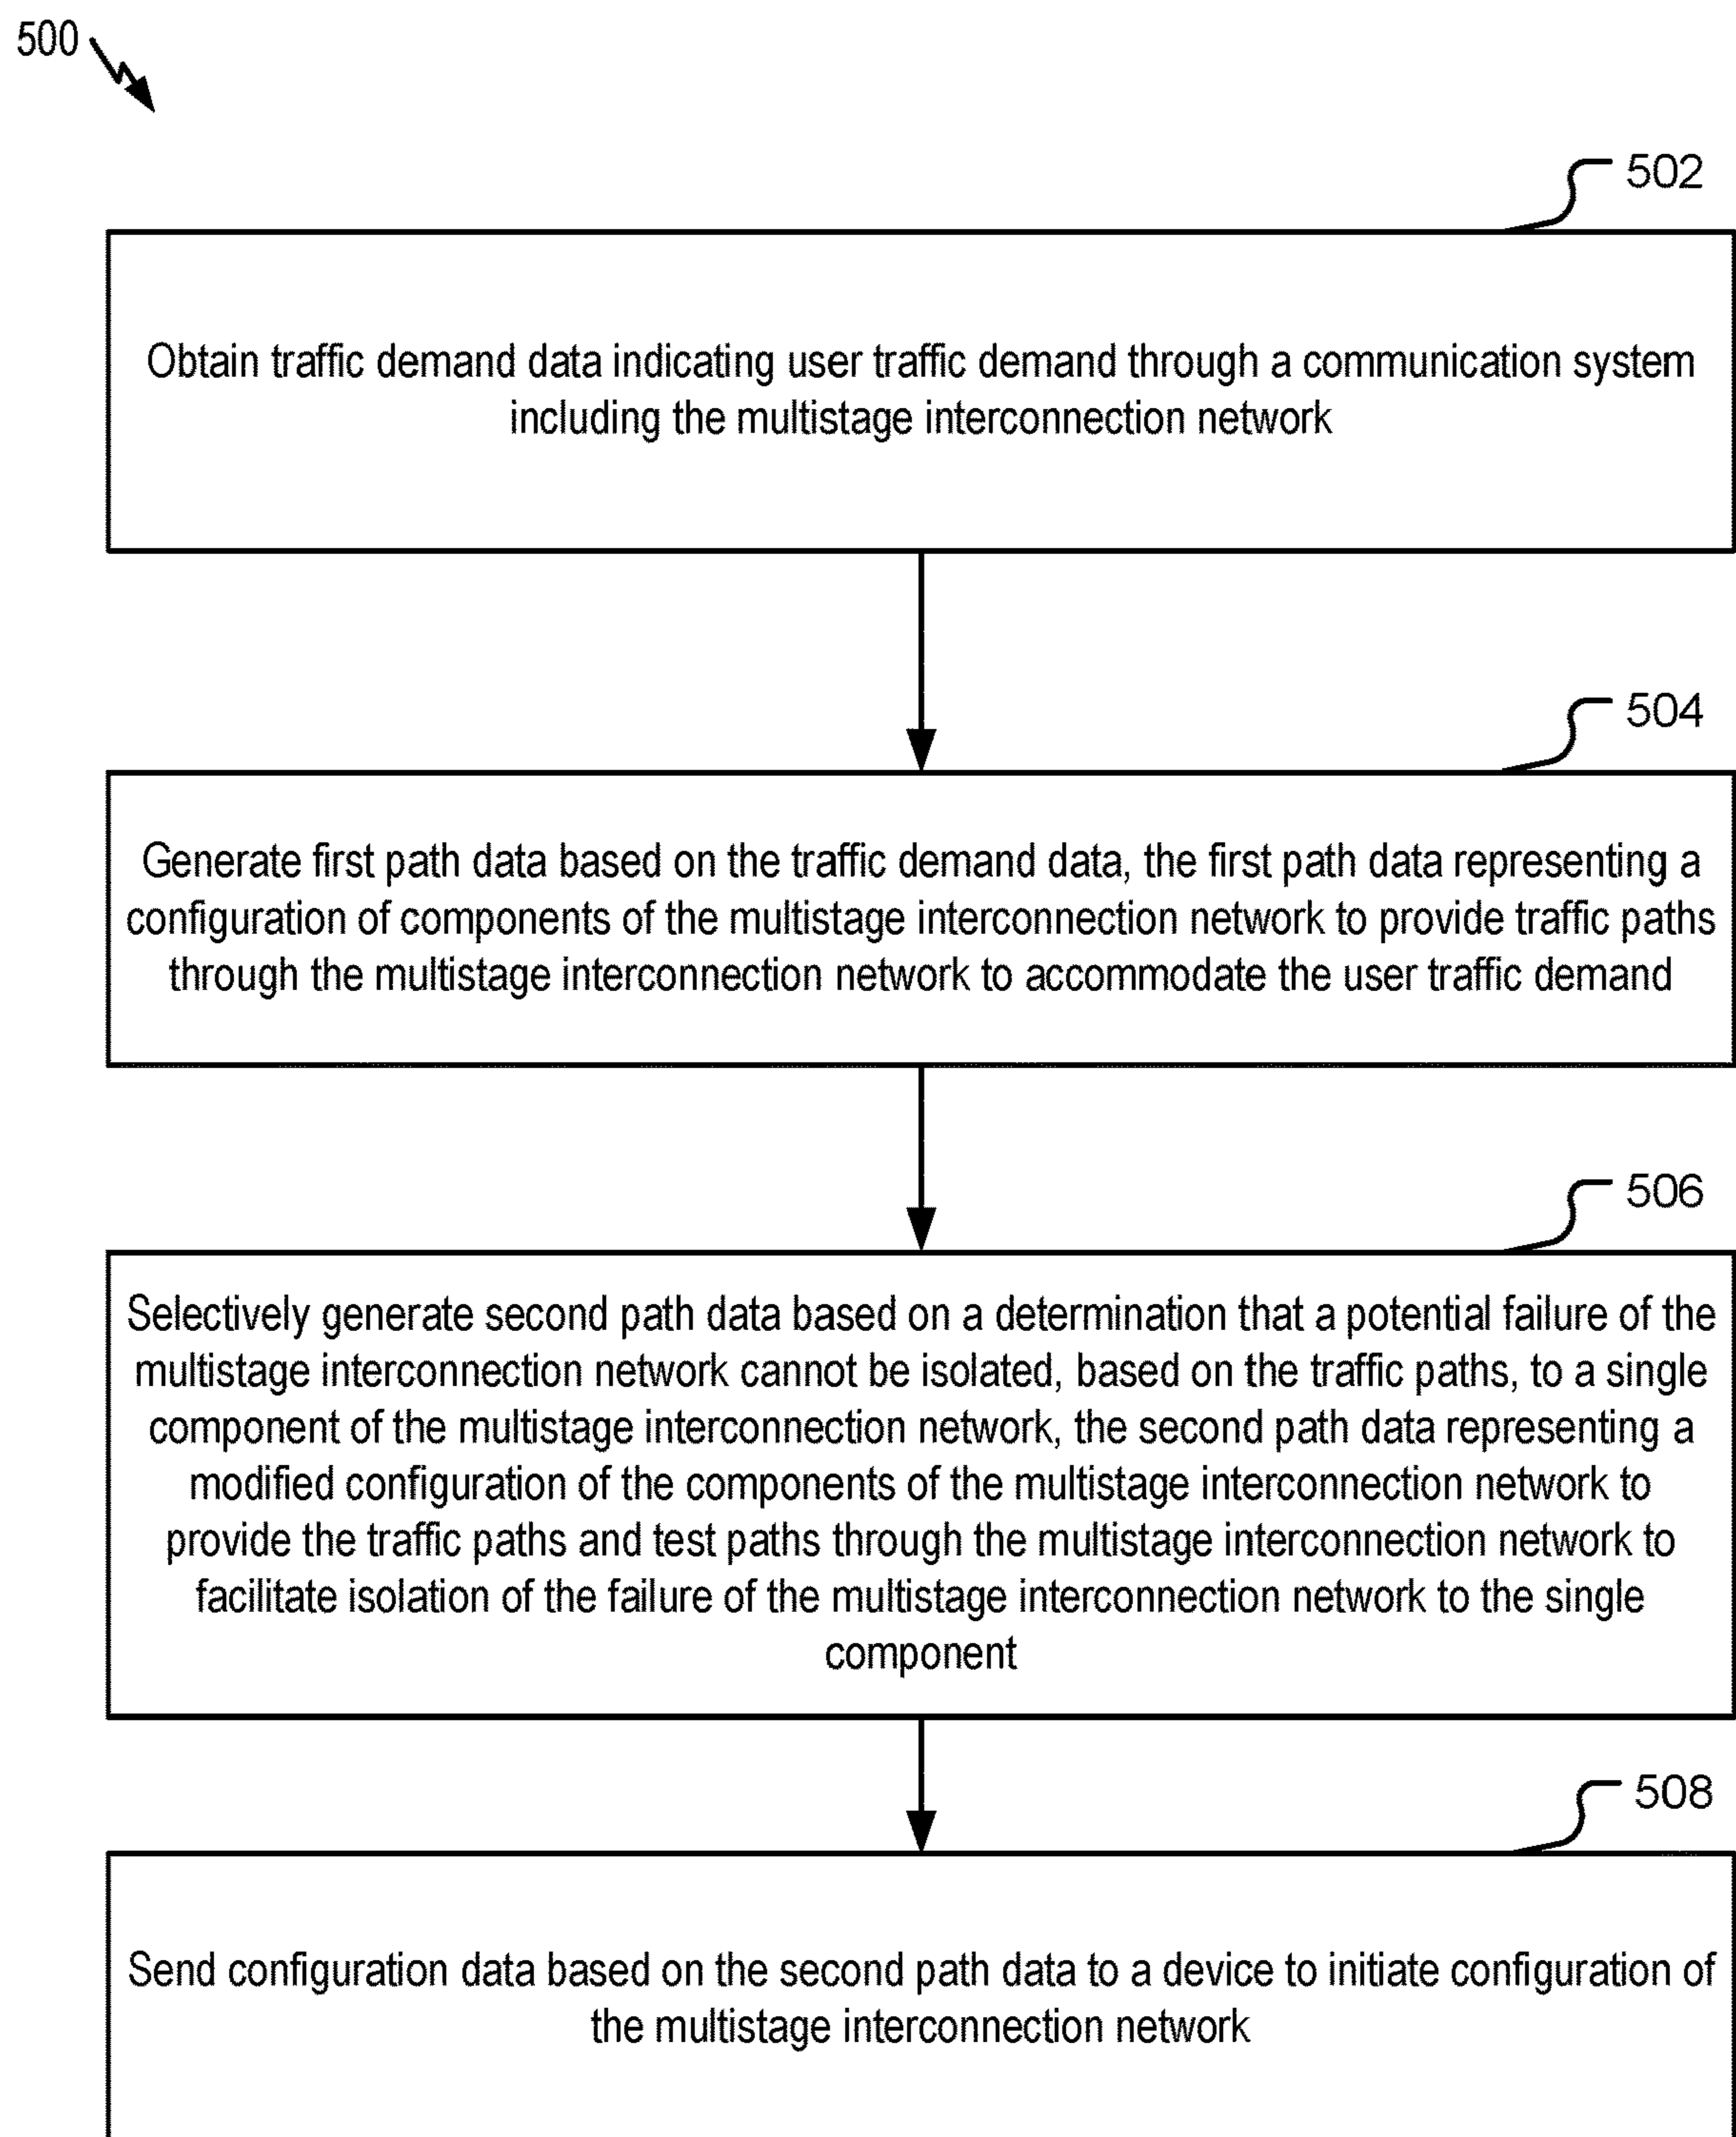 500
502
Obtain traffic demand data indicating user traffic demand through a communication system
including the multistage interconnection network
504
Generate first path data based on the traffic demand data, the first path data representing a
configuration of components of the multistage interconnection network to provide traffic paths
through the multistage interconnection network to accommodate the user traffic demand
506
Selectively generate second path data based on a determination that a potential failure of the
multistage interconnection network cannot be isolated, based on the traffic paths, to a single
component of the multistage interconnection network, the second path data representing a
modified configuration of the components of the multistage interconnection network to
provide the traffic paths and test paths through the multistage interconnection network to
facilitate isolation of the failure of the multistage interconnection network to the single
component
508
Send configuration data based on the second path data to a device to initiate configuration of
the multistage interconnection network